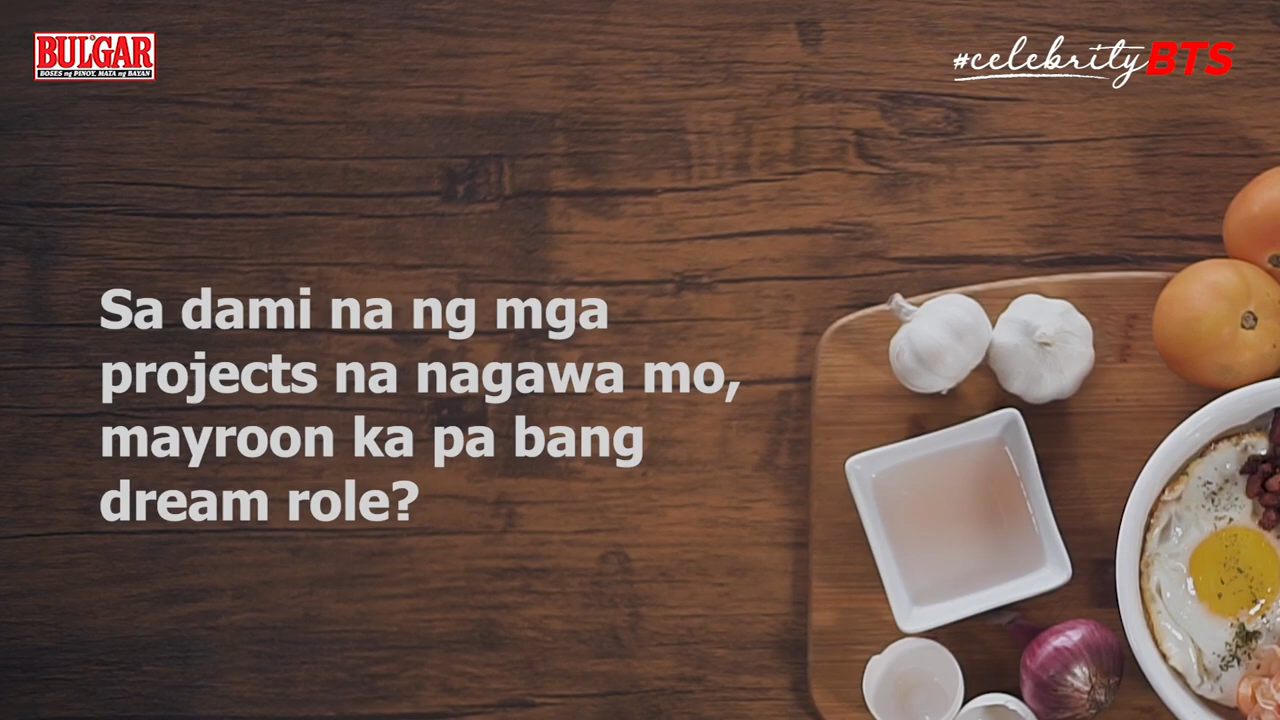 BULGAR
BOSES ng PINOY, MATA ng BAYAN
#celebrityBTS
Sa dami na ng mga
projects na nagawa mo,
mayroon ka pa bang
dream role?